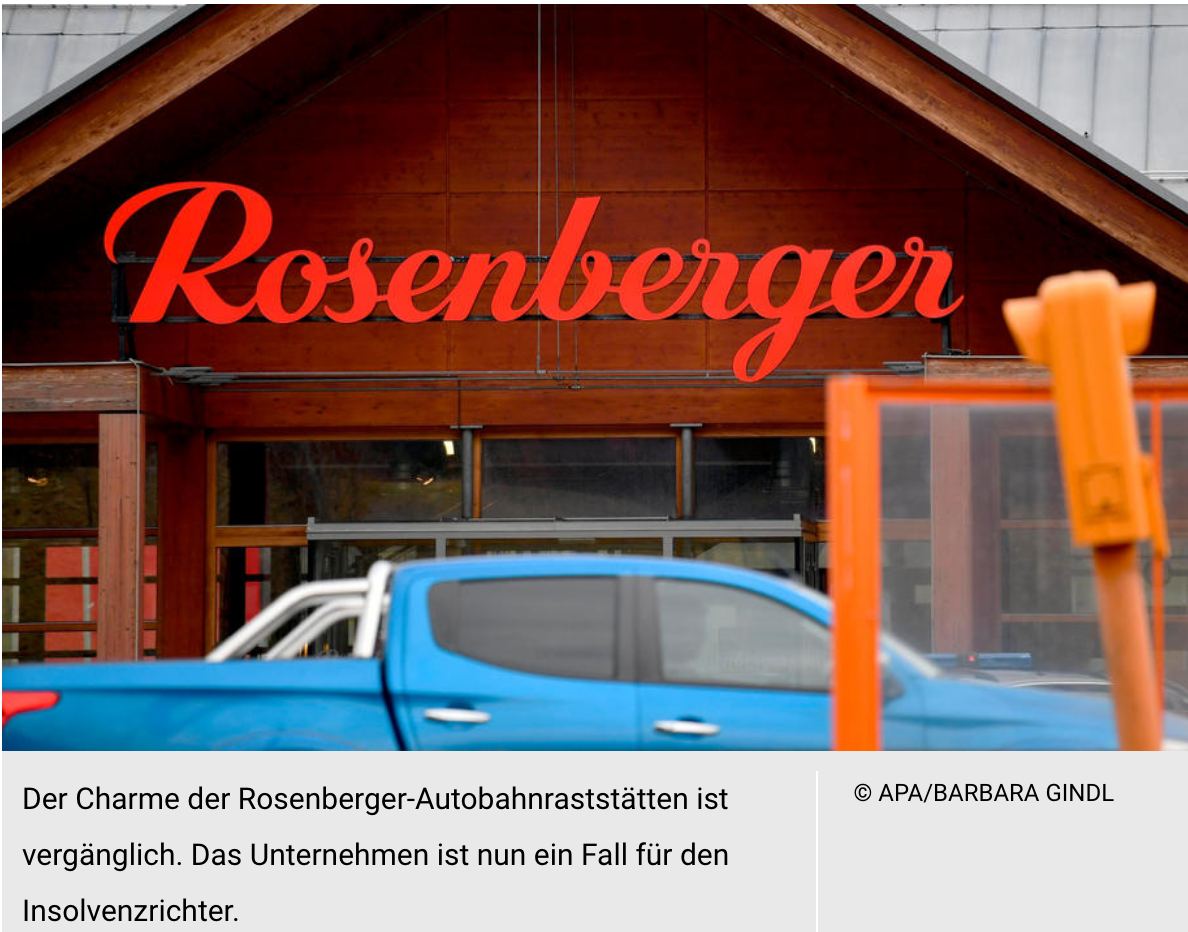 Rosenberger
Der Charme der Rosenberger-Autobahnraststätten ist
vergänglich. Das Unternehmen ist nun ein Fall für den
Insolvenzrichter.
© APA/BARBARA GINDL